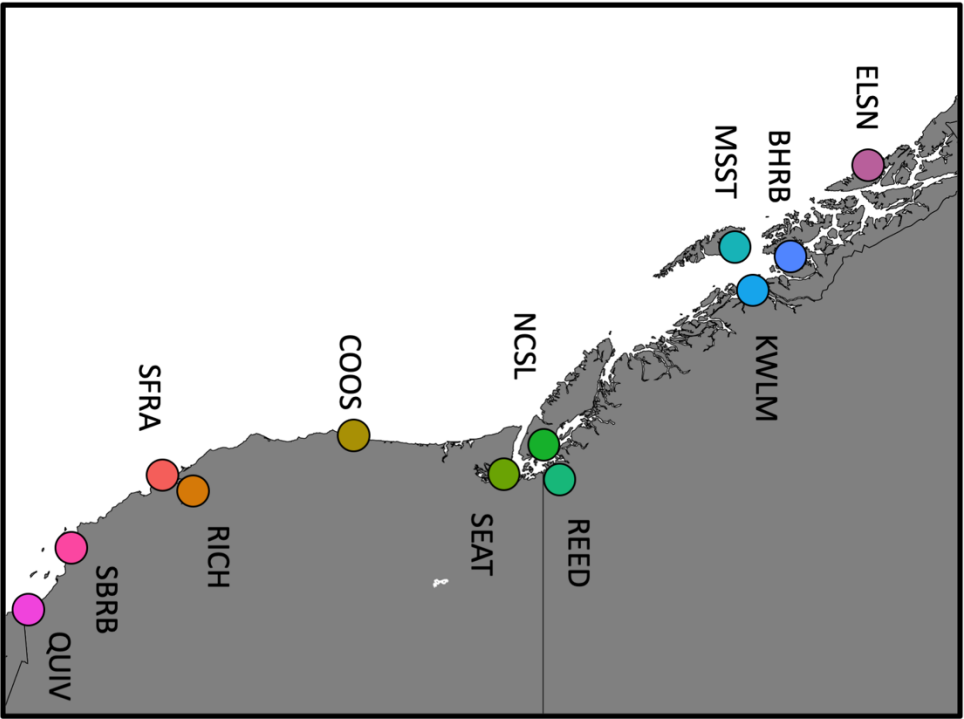 ELSN
MSST
BHRB
KWLM
NCSL
REED
SEAT
COOS
SFRA
RICH
SBRB
QUIV